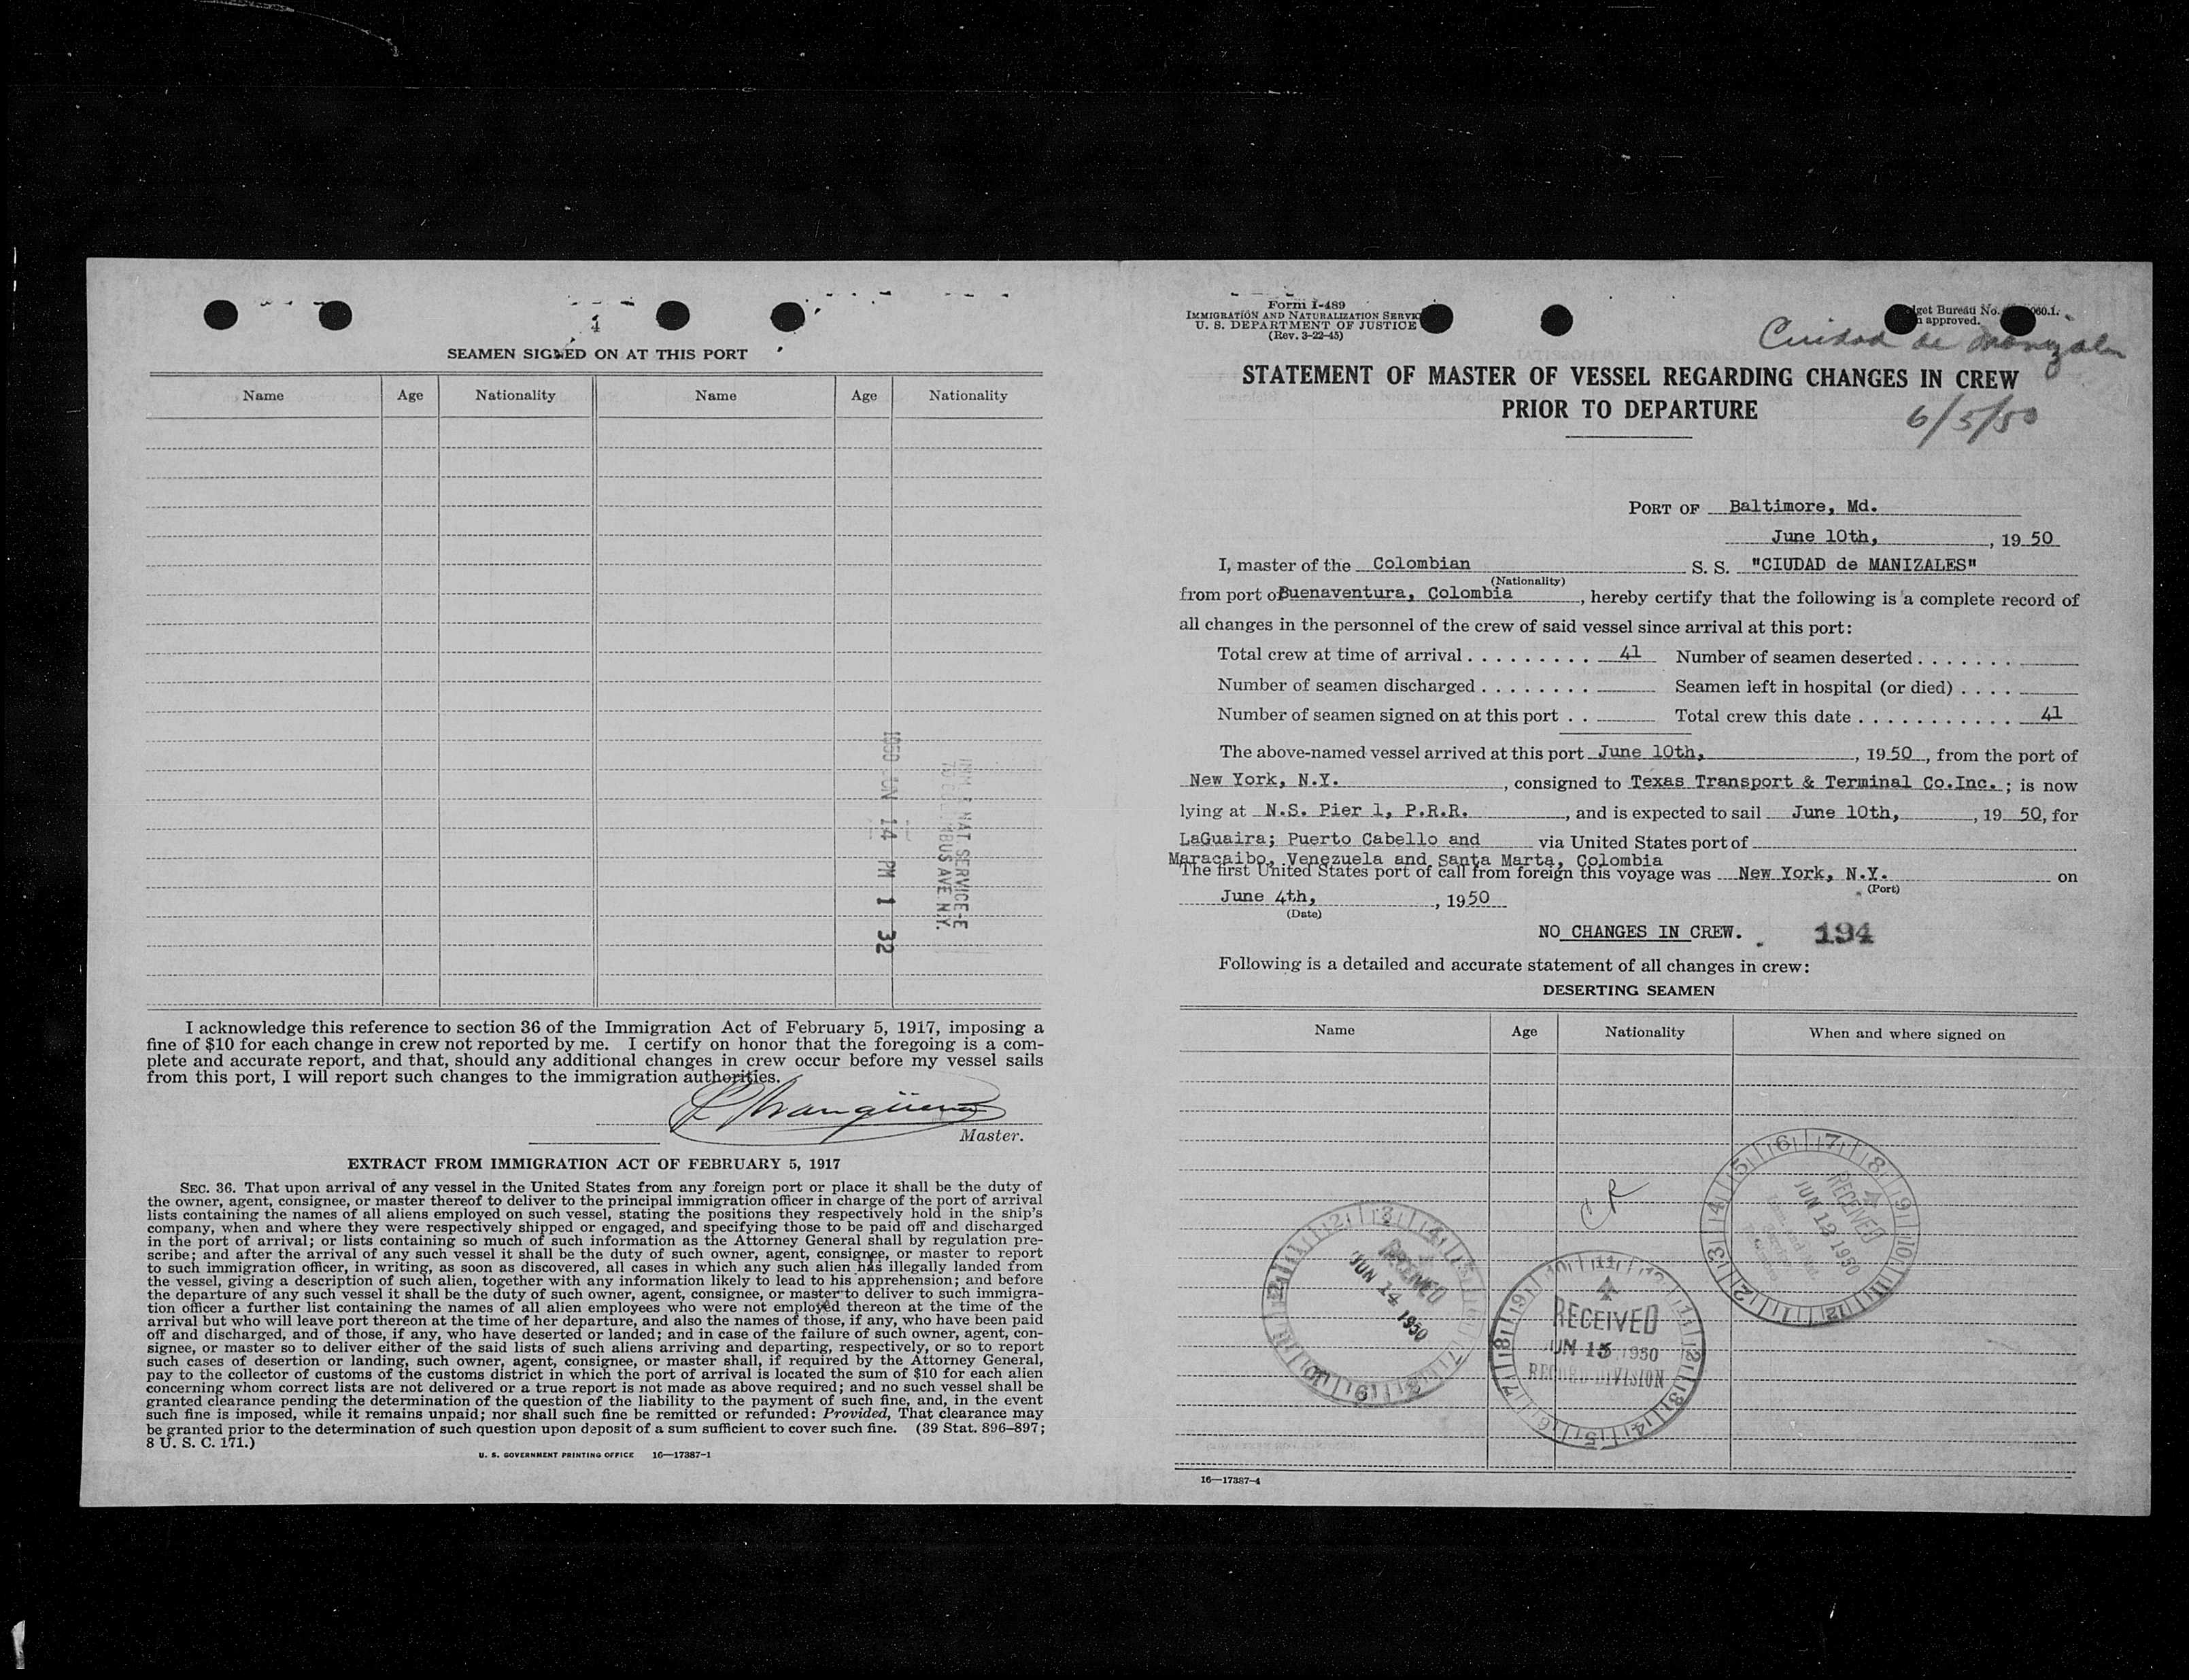 4
SEAMEN SIGNED ON AT THIS PORT
Name Age Nationality Name Age Nationality
1950 JUN 14 PM 1 32
NAT SERVICE-E
AVE N.Y.
I acknowledge this reference to section 36 of the Immigration Act of February 5, 1917, imposing a
fine of $10 for each change in crew not reported by me. I certify on honor that the foregoing is a com-
plete and accurate report, and that, should any additional changes in crew occur before my vessel sails
from this port, I will report such changes to the immigration authorities.
Master.
EXTRACT FROM IMMIGRATION ACT OF FEBRUARY 5, 1917
SEC. 36. That upon arrival of any vessel in the United States from any foreign port or place it shall be the duty of
the owner, agent, consignee, or master thereof to deliver to the principal immigration officer in charge of the port of arrival
lists containing the names of all aliens employed on such vessel, stating the positions they respectively hold in the ship's
company, when and where they were respectively shipped or engaged, and specifying those to be paid off and discharged
in the port of arrival; or lists containing so much of such information as the Attorney General shall by regulation pre-
scribe; and after the arrival of any such vessel it shall be the duty of such owner, agent, consignee, or master to report
to such immigration officer, in writing, as soon as discovered, all cases in which any such alien has illegally landed from
the vessel, giving a description of such alien, together with any information likely to lead to his apprehension; and before
the departure of any such vessel it shall be the duty of such owner, agent, consignee, or master to deliver to such immigra-
tion officer a further list containing the names of all alien employees who were not employed thereon at the time of the
arrival but who will leave port thereon at the time of her departure, and also the names of those, if any, who have been paid
off and discharged, and of those, if any, who have deserted or landed; and in case of the failure of such owner, agent, con-
signee, or master so to deliver either of the said lists of such aliens arriving and departing, respectively, or so to report
such cases of desertion or landing, such owner, agent, consignee, or master shall, if required by the Attorney General,
pay to the collector of customs of the customs district in which the port of arrival is located the sum of $10 for each alien
concerning whom correct lists are not delivered or a true report is not made as above required; and no such vessel shall be
granted clearance pending the determination of the question of the liability to the payment of such fine, and, in the event
such fine is imposed, while it remains unpaid; nor shall such fine be remitted or refunded: Provided, That clearance may
be granted prior to the determination of such question upon deposit of a sum sufficient to cover such fine. (39 Stat. 896-897;
8 U. S. C. 171.)
U. S. GOVERNMENT PRINTING OFFICE 16—17387-1
Form I-489
IMMIGRATION AND NATURALIZATION SERVIC
U. S. DEPARTMENT OF JUSTICE
(Rev. 3-22-45)
get Bureau No. 060.1.
approved.
Ciudad de Manizales
STATEMENT OF MASTER OF VESSEL REGARDING CHANGES IN CREW
PRIOR TO DEPARTURE
6/5/50
PORT OF Baltimore, Md.
June 10th, , 19 50
I, master of the Colombian S. S. "CIUDAD de MANIZALES"
(Nationality)
from port of Buenaventura, Colombia , hereby certify that the following is a complete record of
all changes in the personnel of the crew of said vessel since arrival at this port:
Total crew at time of arrival . . . . . . . . . . 41 Number of seamen deserted . . . . . . .
Number of seamen discharged . . . . . . . . Seamen left in hospital (or died) . . . .
Number of seamen signed on at this port . . Total crew this date . . . . . . . . . . . . 41
The above-named vessel arrived at this port June 10th, , 1950 , from the port of
New York, N.Y. , consigned to Texas Transport & Terminal Co.Inc. ; is now
lying at N.S. Pier 1, P.R.R. , and is expected to sail June 10th, , 19 50, for
LaGuaira; Puerto Cabello and via United States port of
Maracaibo, Venezuela and Santa Marta, Colombia
The first United States port of call from foreign this voyage was New York, N.Y. on
(Port)
June 4th, , 1950
(Date)
NO CHANGES IN CREW. 194
Following is a detailed and accurate statement of all changes in crew:
DESERTING SEAMEN
Name Age Nationality When and where signed on
RECEIVED
JUN 12 1950
RECEIVED
JUN 14 1950
RECEIVED
JUN 15 1950
RECORD DIVISION
16—17387-4